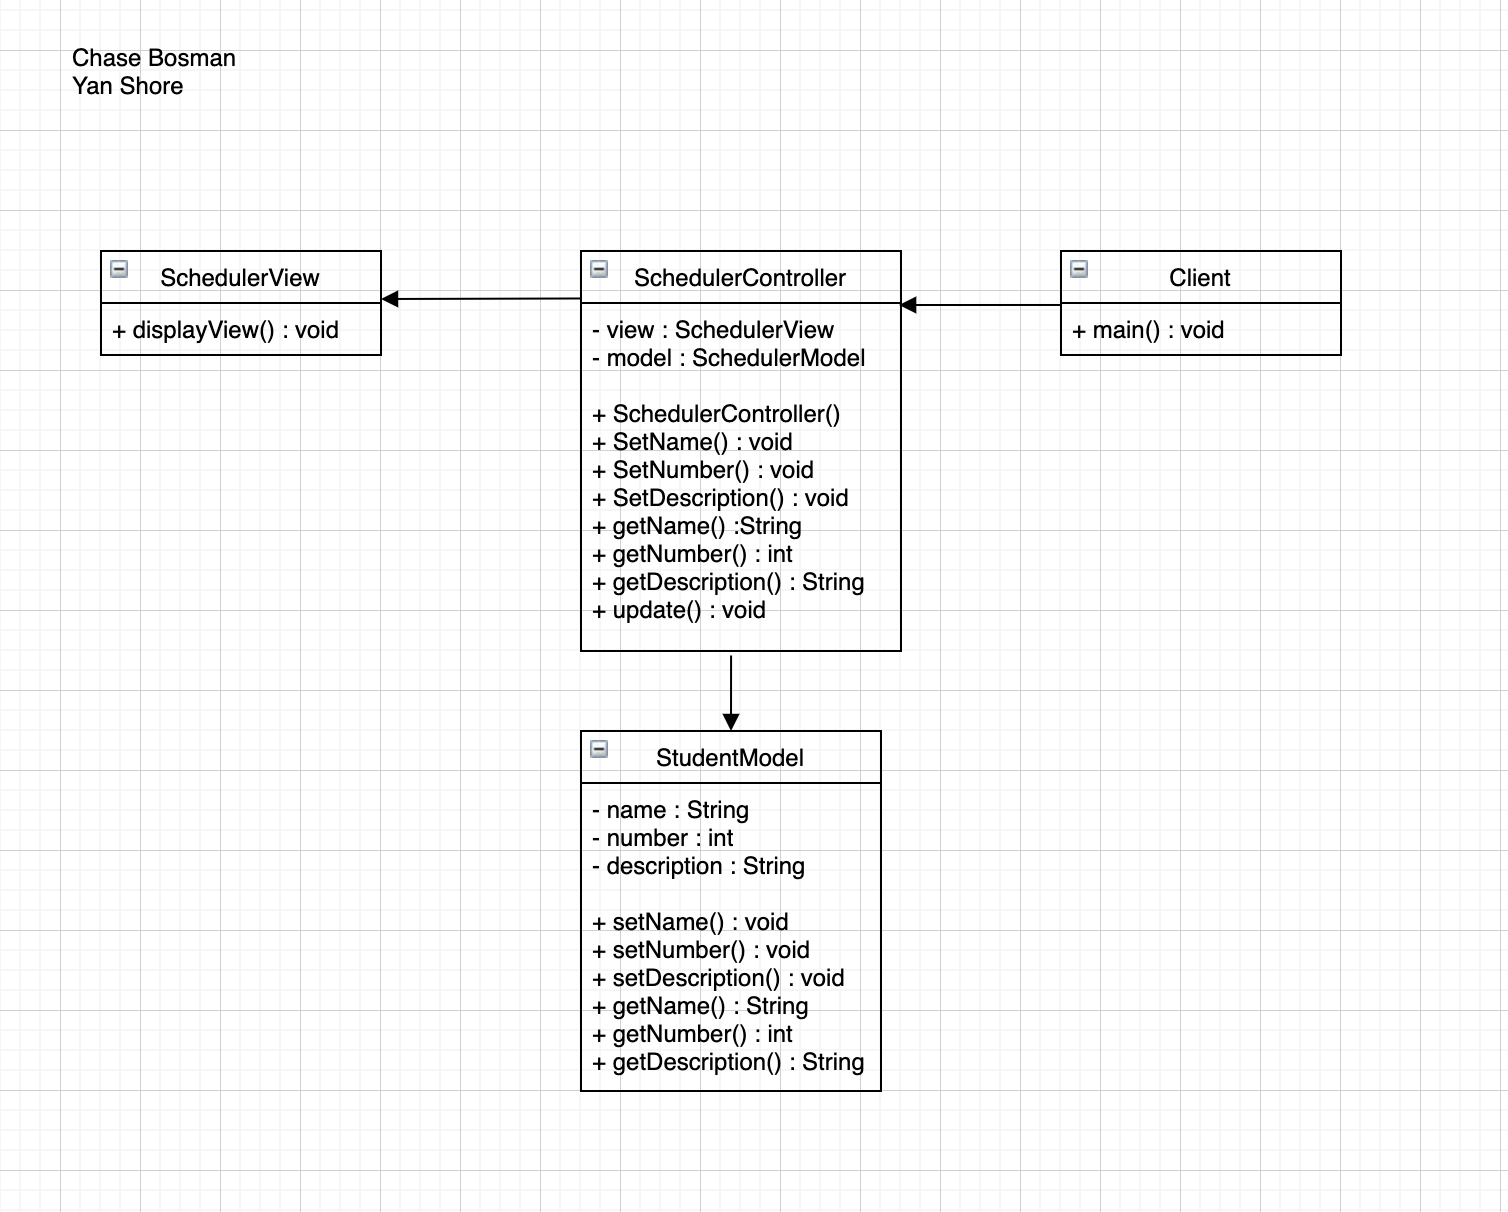 Chase Bosman
Yan Shore
SchedulerView
+ displayView() : void
SchedulerController
- view : SchedulerView
- model : SchedulerModel
+ SchedulerController()
+ SetName() : void
+ SetNumber() : void
+ SetDescription() : void
+ getName() :String
+ getNumber() : int
+ getDescription() : String
+ update() : void
Client
+ main() : void
StudentModel
- name : String
- number : int
- description : String
+ setName() : void
+ setNumber() : void
+ setDescription() : void
+ getName() : String
+ getNumber() : int
+ getDescription() : String